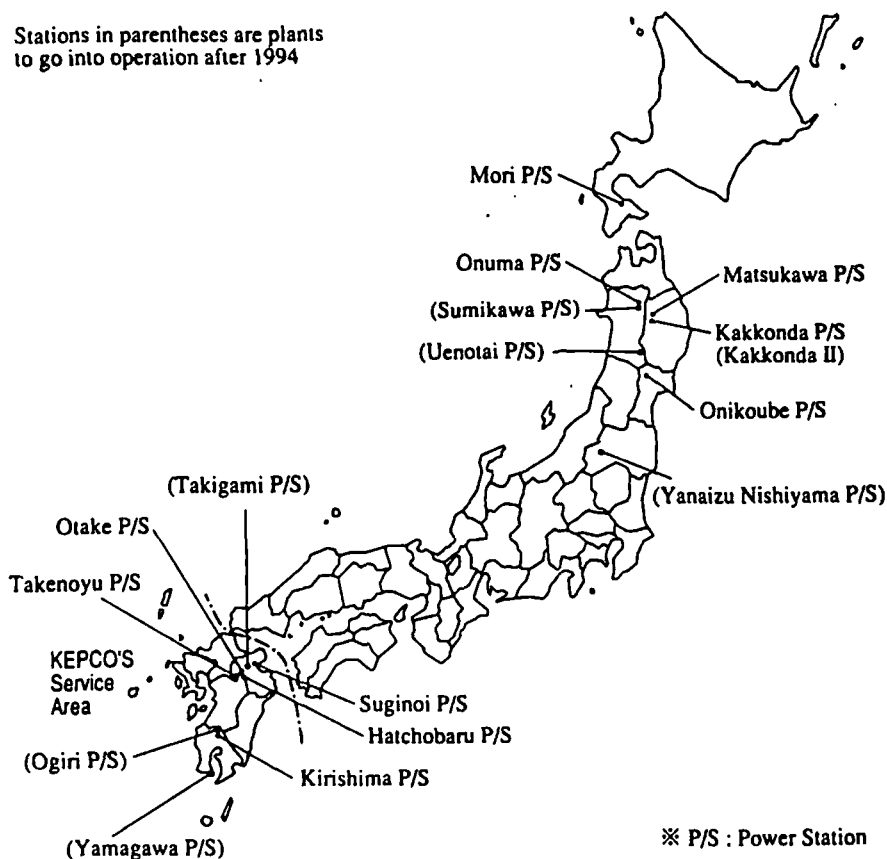 Stations in parentheses are plants
to go into operation after 1994
Mori P/S
Onuma P/S
Matsukawa P/S
(Sumikawa P/S)
Kakkonda P/S
(Kakkonda II)
(Uenotai P/S)
Onikoube P/S
(Takigami P/S)
(Yanaizu Nishiyama P/S)
Otake P/S
Takenoyu P/S
KEPCO'S
Service
Area
Suginoi P/S
Hatchobaru P/S
(Ogiri P/S)
Kirishima P/S
(Yamagawa P/S)
※ P/S : Power Station